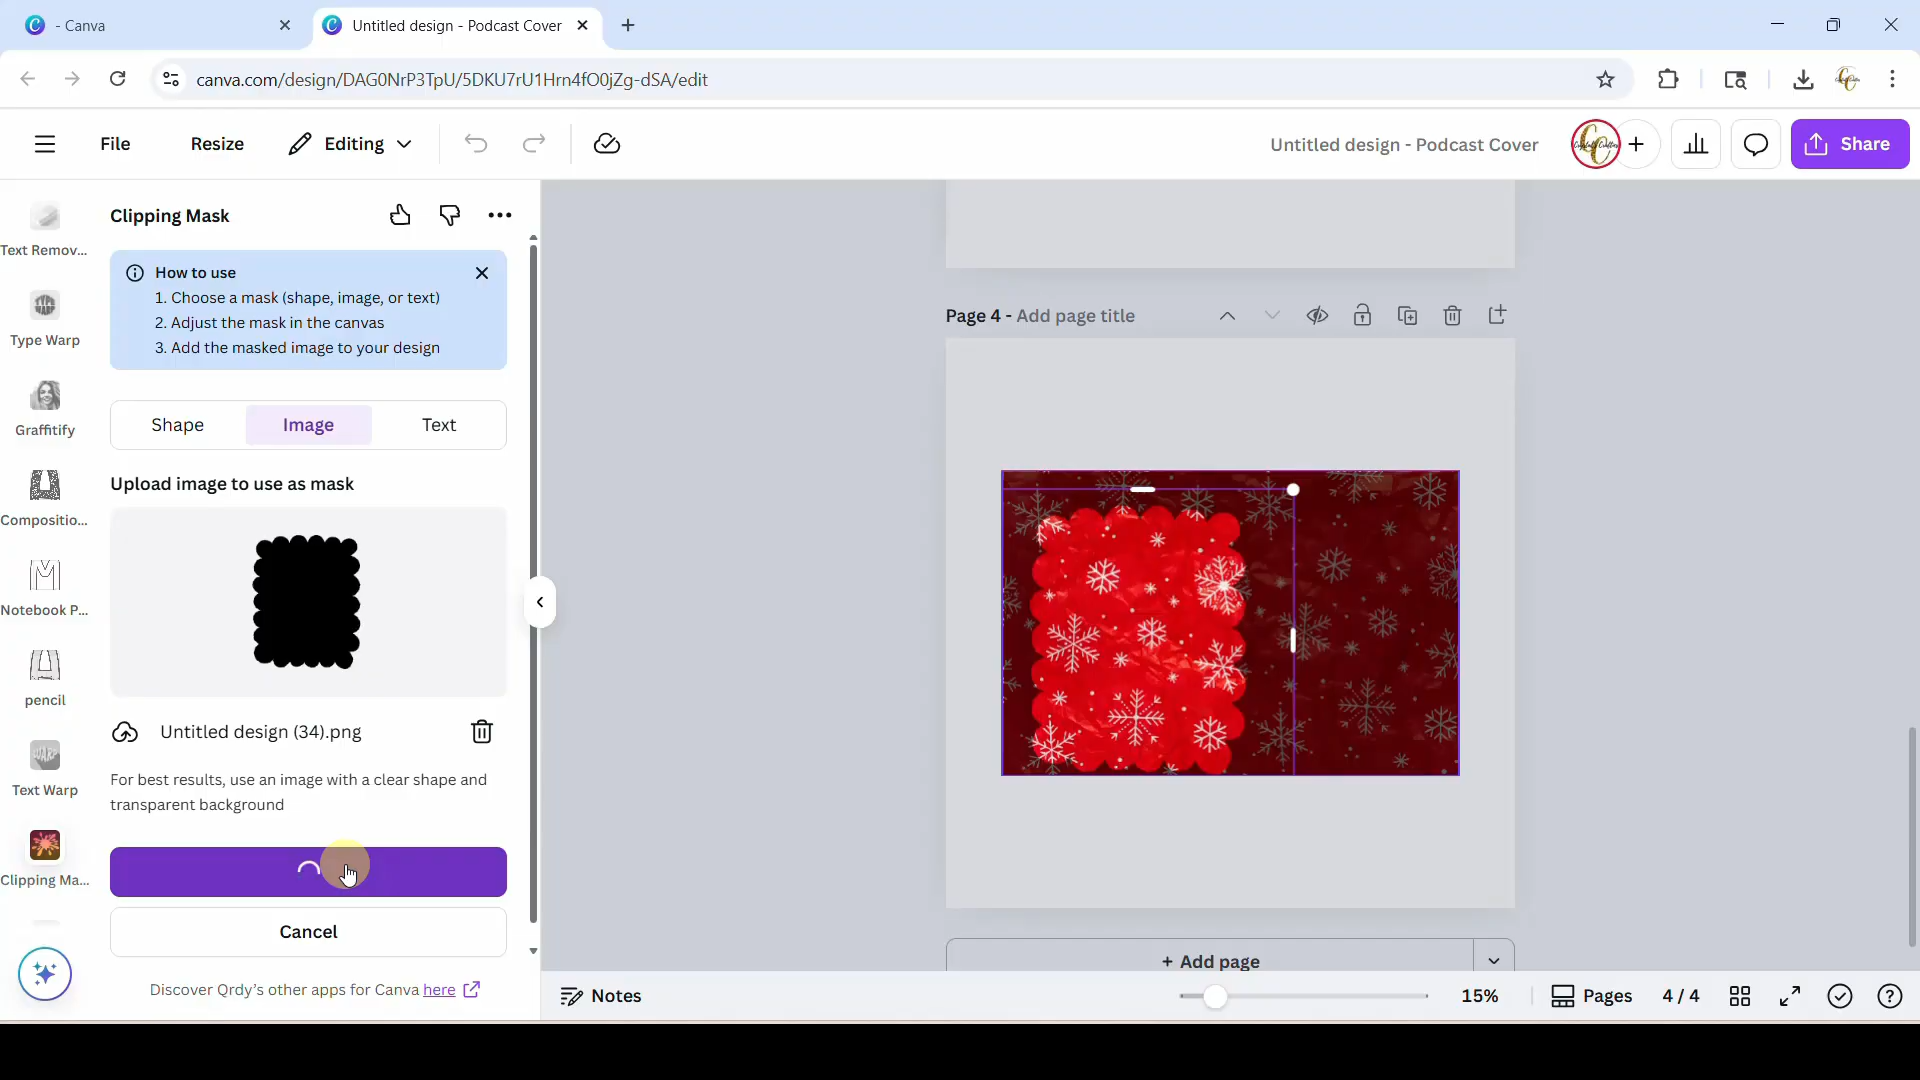 - Canva
Untitled design - Podcast Cover
canva.com/design/DAG0NrP3TpU/5DKU7rU1Hrn4fO0jZg-dSA/edit
File
Resize
Editing
Untitled design - Podcast Cover
Share
Text Remov...
Type Warp
Graffitify
Compositio...
Notebook P...
pencil
Text Warp
Clipping Ma...
Clipping Mask
How to use
1. Choose a mask (shape, image, or text)
2. Adjust the mask in the canvas
3. Add the masked image to your design
Shape
Image
Text
Upload image to use as mask
Untitled design (34).png
For best results, use an image with a clear shape and
transparent background
Cancel
Discover Qrdy's other apps for Canva here
Page 4 - Add page title
+ Add page
Notes
15%
Pages
4 / 4